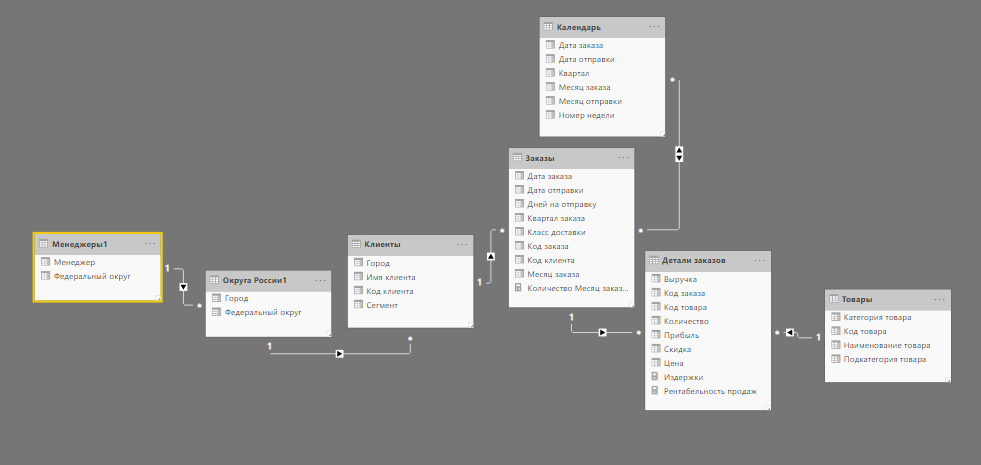 Календарь
Дата заказа
Дата отправки
Квартал
Месяц заказа
Месяц отправки
Номер недели
Заказы
Дата заказа
Дата отправки
Дней на отправку
Квартал заказа
Класс доставки
Код заказа
Код клиента
Месяц заказа
Количество Месяц заказ...
Менеджеры1
Менеджер
Федеральный округ
1
Округа России1
Город
Федеральный округ
1
Клиенты
Город
Имя клиента
Код клиента
Сегмент
1
1
Детали заказов
Выручка
Код заказа
Код товара
Количество
Прибыль
Скидка
Цена
Издержки
Рентабельность продаж
1
Товары
Категория товара
Код товара
Наименование товара
Подкатегория товара